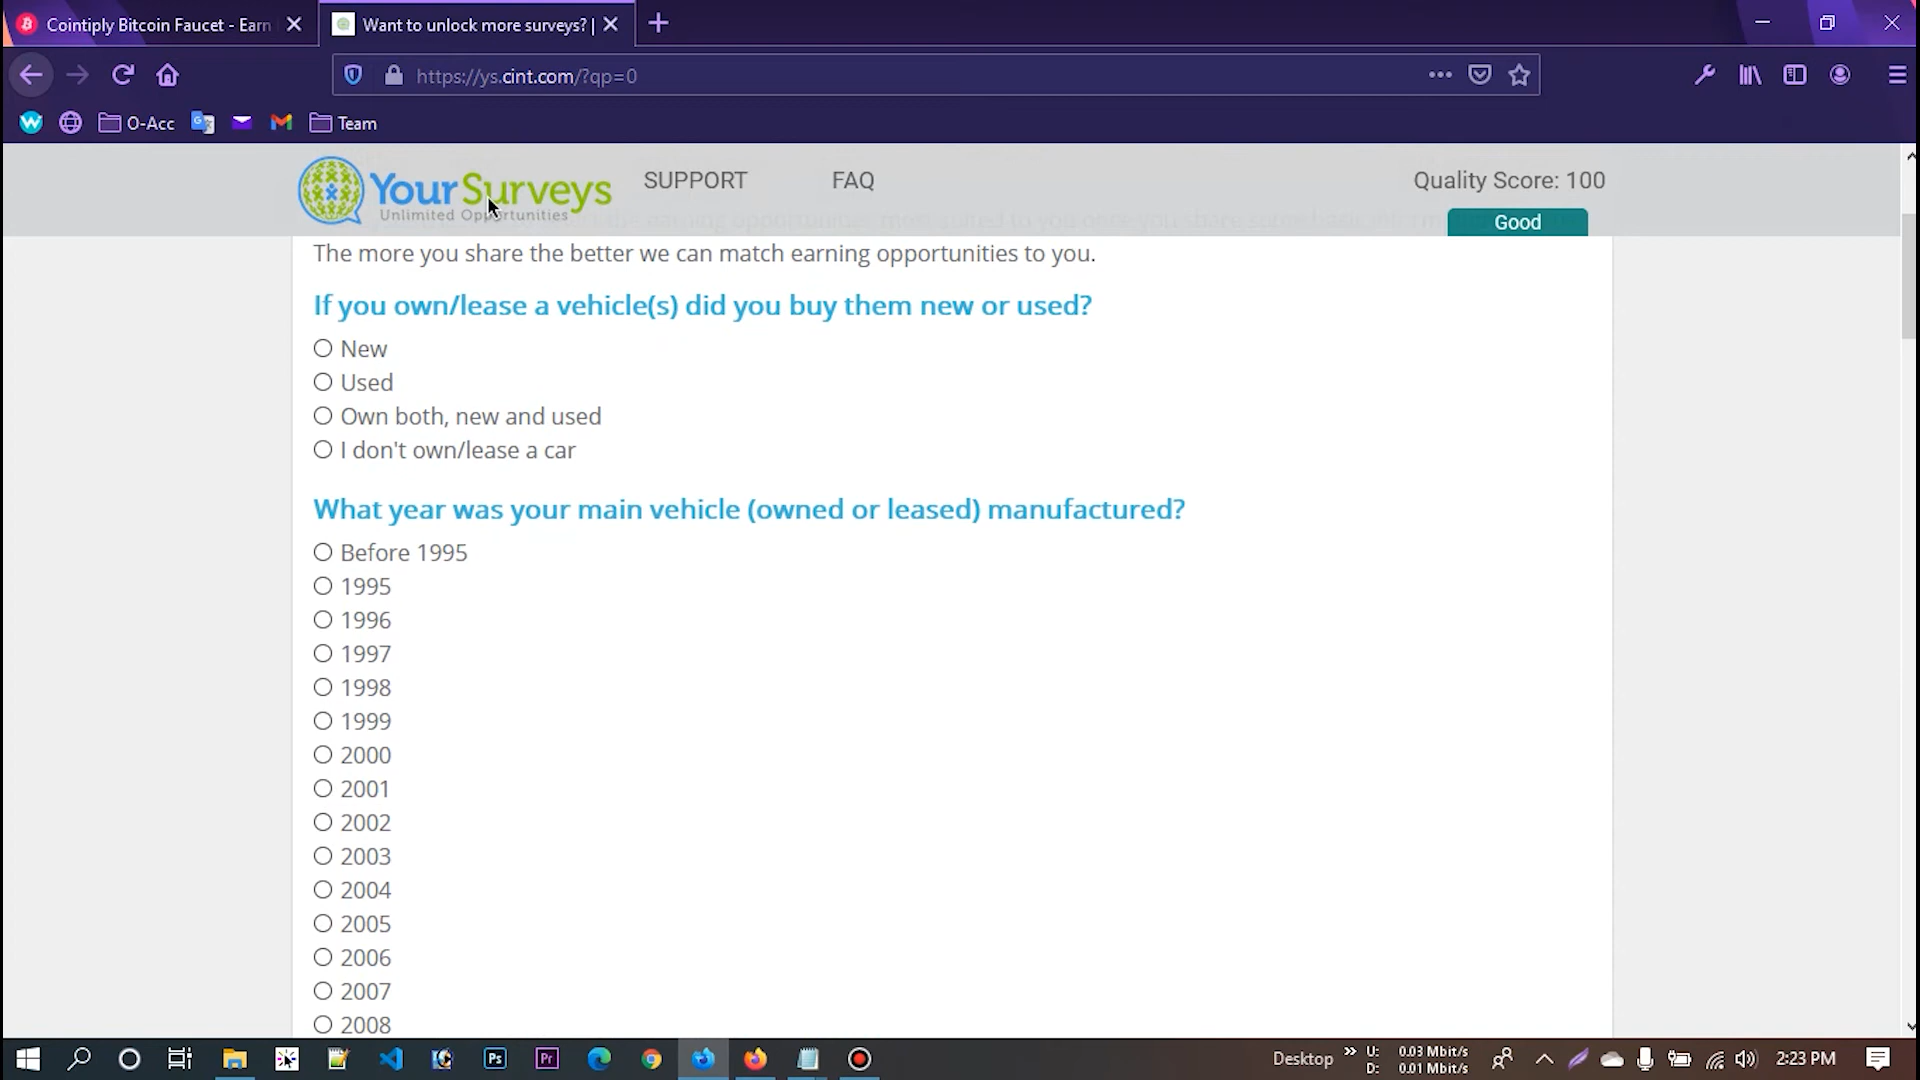 Cointiply Bitcoin Faucet - Earn
Want to unlock more surveys? |
https://ys.cint.com/?qp=0
O-Acc
Team
YourSurveys
Unlimited Opportunities
SUPPORT
FAQ
Quality Score: 100
Good
The more you share the better we can match earning opportunities to you.
If you own/lease a vehicle(s) did you buy them new or used?
New
Used
Own both, new and used
I don't own/lease a car
What year was your main vehicle (owned or leased) manufactured?
Before 1995
1995
1996
1997
1998
1999
2000
2001
2002
2003
2004
2005
2006
2007
2008
Ps
Pr
Desktop
U: 0.03 Mbit/s
D: 0.01 Mbit/s
2:23 PM